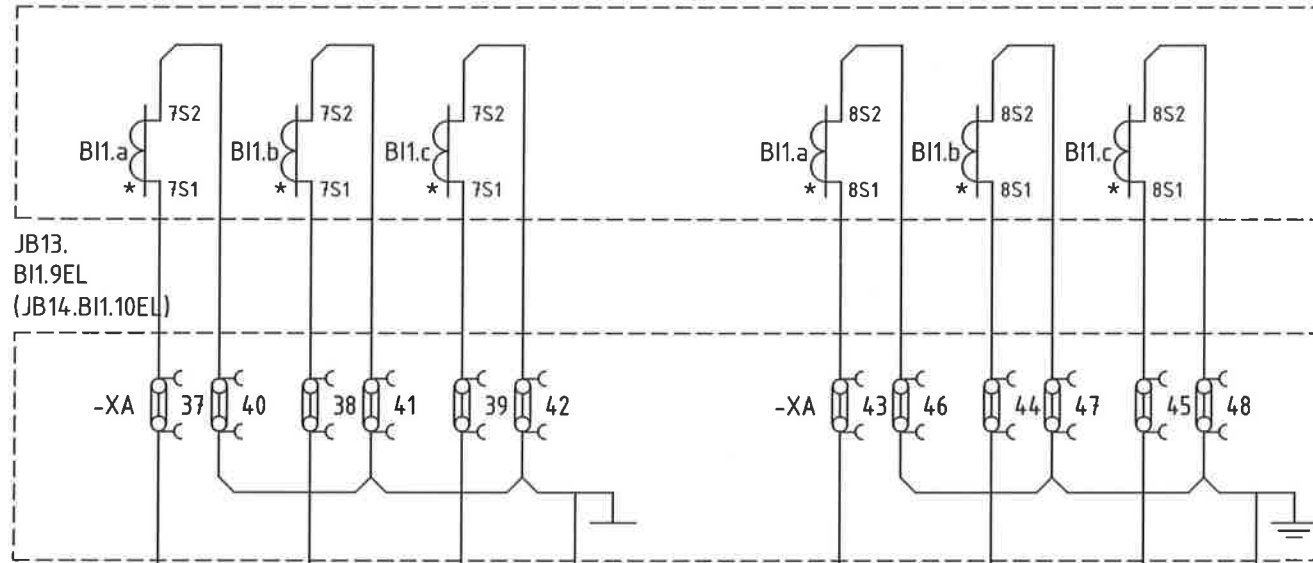 7S2 7S2 7S2 8S2 8S2 8S2
BI1.a BI1.b BI1.c BI1.a BI1.b BI1.c
* 7S1 * 7S1 * 7S1 * 8S1 * 8S1 * 8S1
JB13.
BI1.9EL
(JB14.BI1.10EL)
-XA 37 40 38 41 39 42 -XA 43 46 44 47 45 48